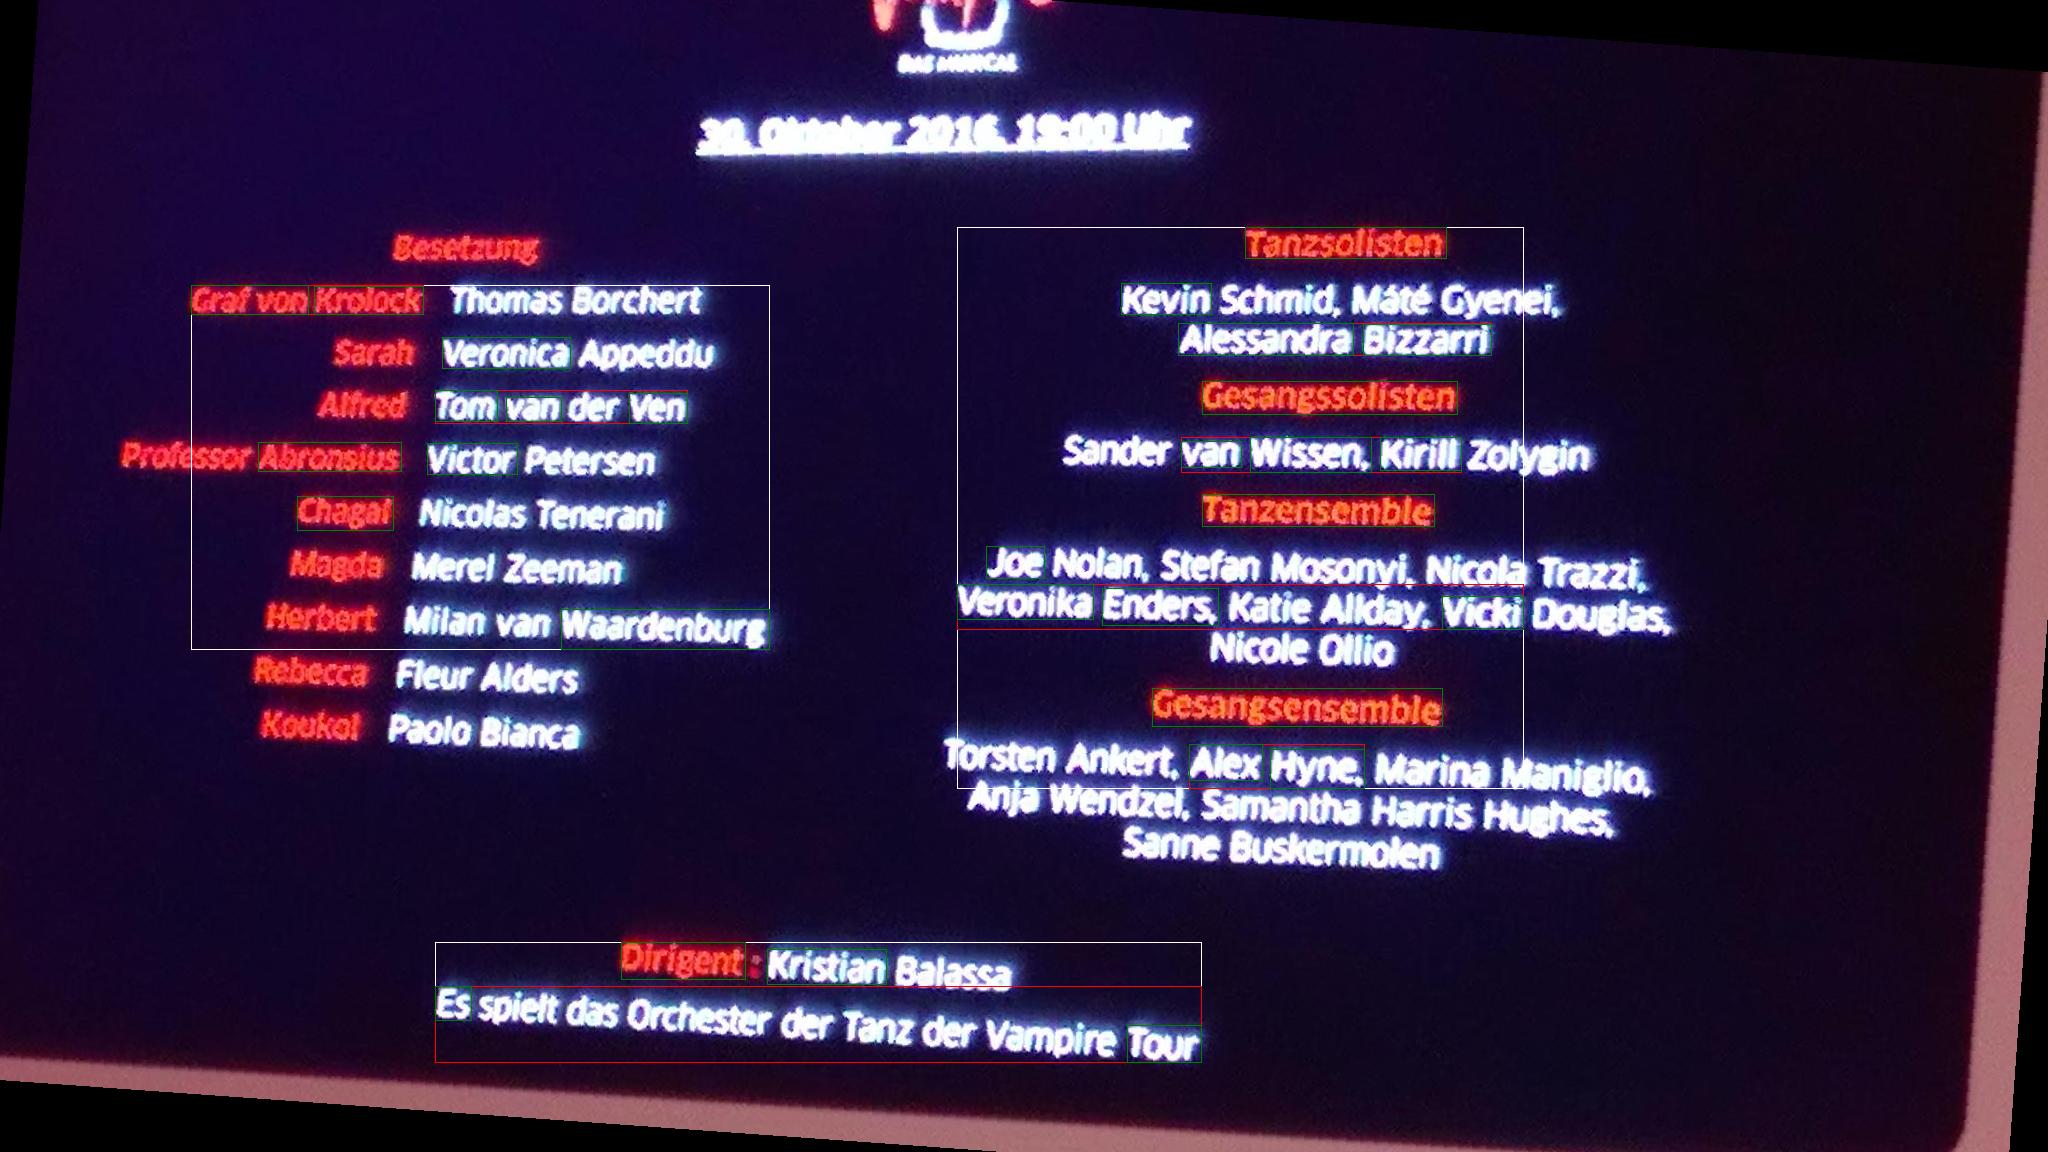 DAS MUSICAL
30. Oktober 2016, 19:00 Uhr
Besetzung
Graf von Krolock Thomas Borchert
Sarah Veronica Appeddu
Alfred Tom van der Ven
Professor Abronsius Victor Petersen
Chagal Nicolas Tenerani
Magda Merel Zeeman
Herbert Milan van Waardenburg
Rebecca Fleur Alders
Koukol Paolo Bianca
Tanzsolisten
Kevin Schmid, Máté Gyenei,
Alessandra Bizzarri
Gesangssolisten
Sander van Wissen, Kirill Zolygin
Tanzensemble
Joe Nolan, Stefan Mosonyi, Nicola Trazzi,
Veronika Enders, Katie Allday, Vicki Douglas,
Nicole Ollio
Gesangsensemble
Torsten Ankert, Alex Hyne, Marina Maniglio,
Anja Wendzel, Samantha Harris Hughes,
Sanne Buskermolen
Dirigent : Kristian Balassa
Es spielt das Orchester der Tanz der Vampire Tour